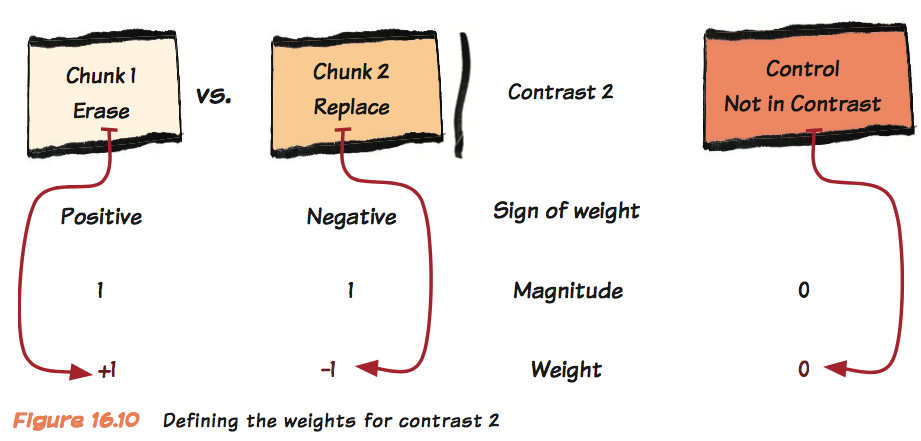 Chunk 1
Erase
vs.
Chunk 2
Replace
Contrast 2
Control
Not in Contrast
Positive
Negative
Sign of weight
1
1
Magnitude
0
+1
-1
Weight
0
Figure 16.10 Defining the weights for contrast 2